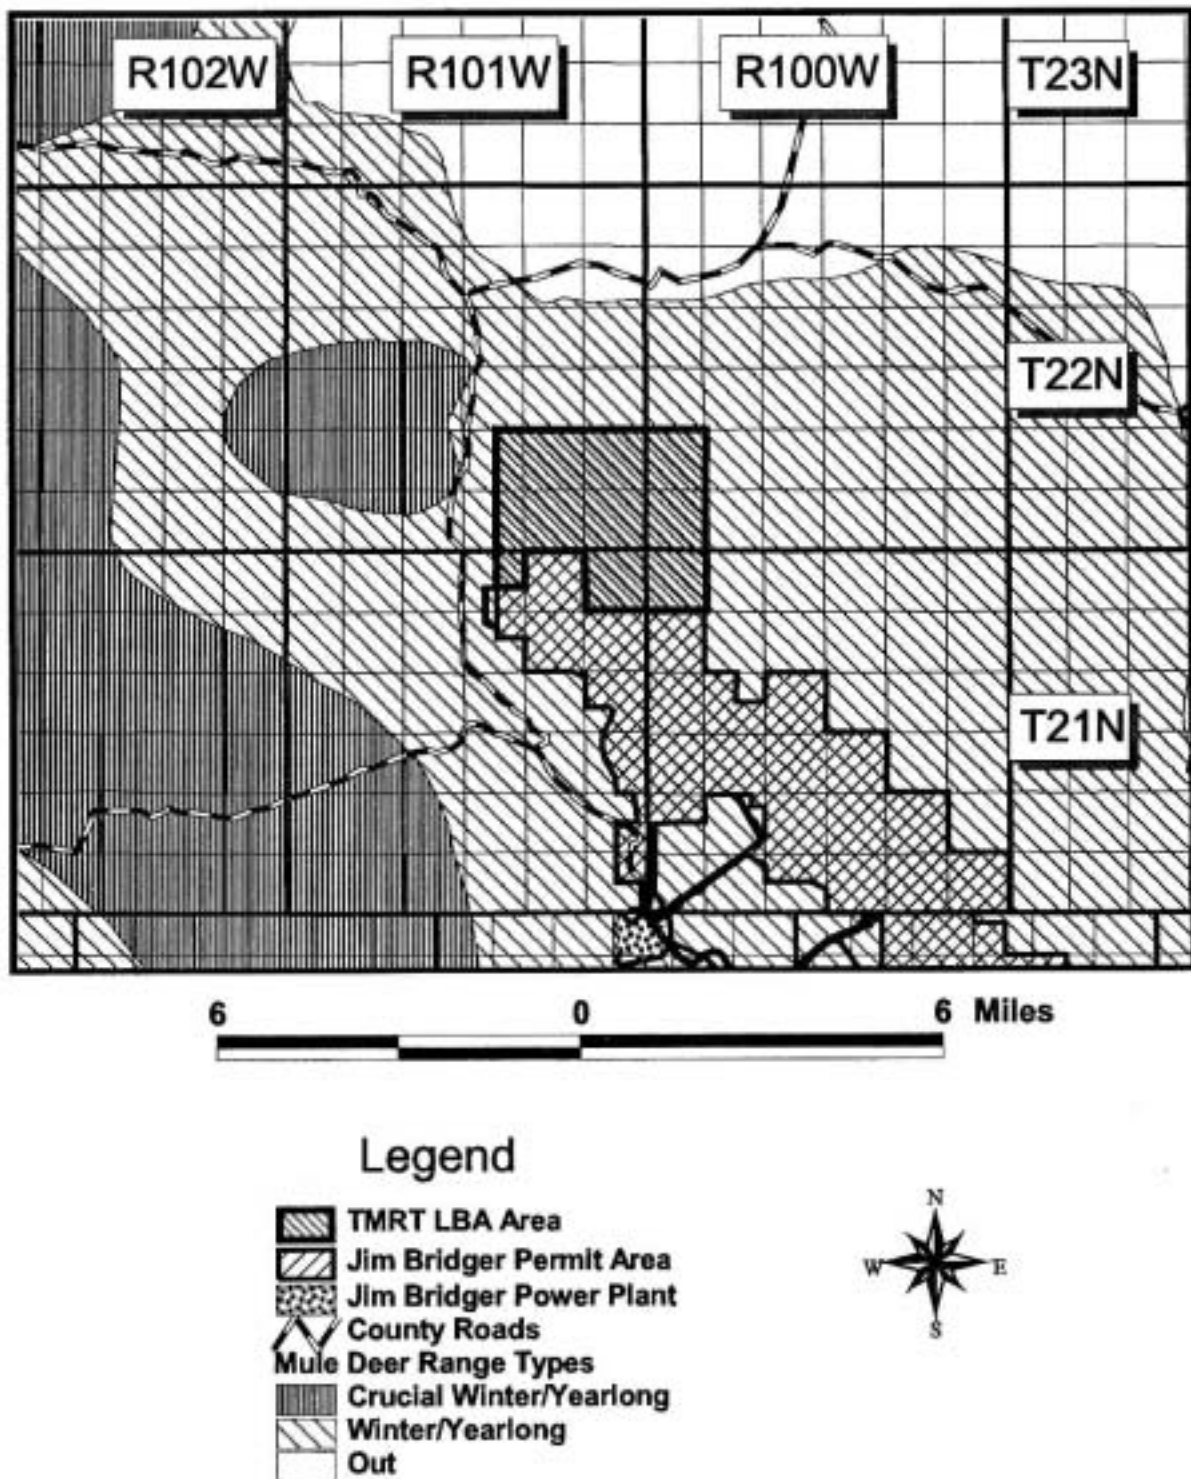 R102W
R101W
R100W
T23N
T22N
T21N
6 0 6 Miles
Legend
TMRT LBA Area
Jim Bridger Permit Area
Jim Bridger Power Plant
County Roads
Mule Deer Range Types
Crucial Winter/Yearlong
Winter/Yearlong
Out
N
W E
S